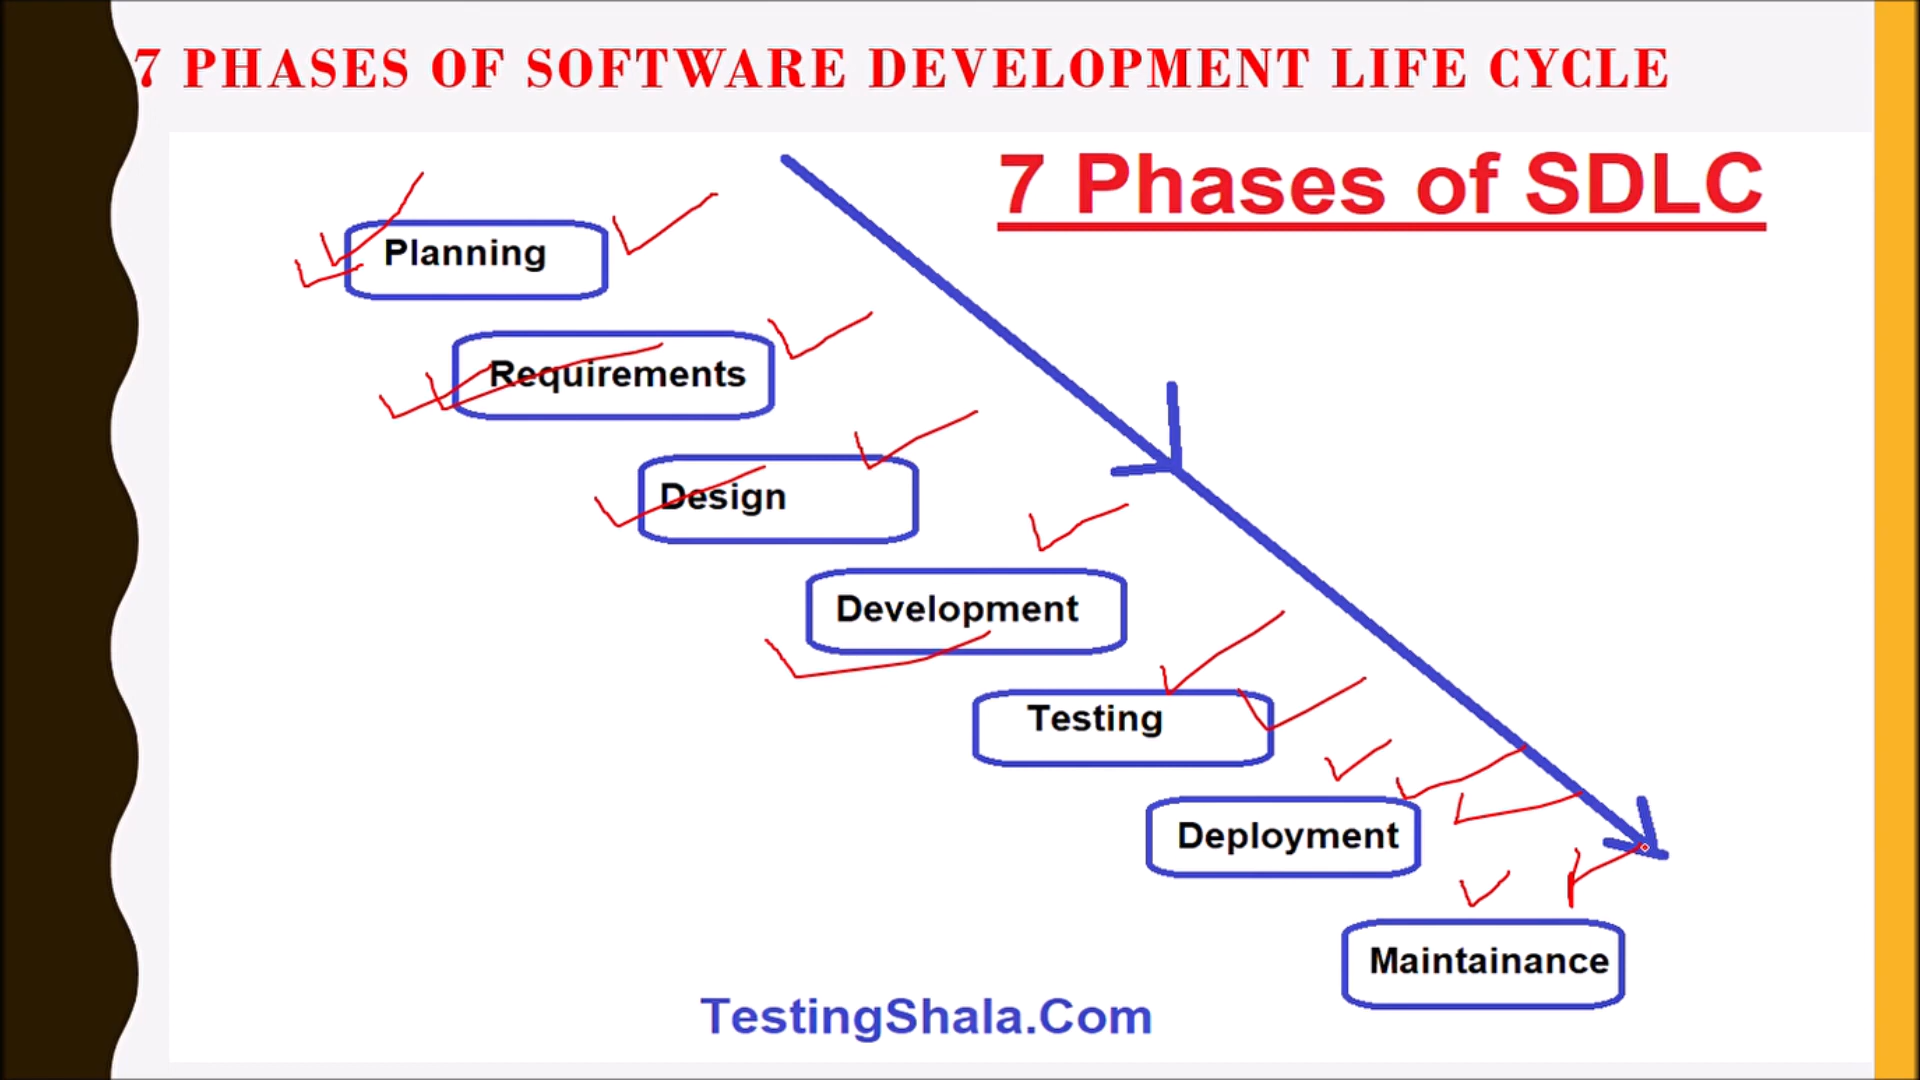 7 PHASES OF SOFTWARE DEVELOPMENT LIFE CYCLE
7 Phases of SDLC
Planning
Requirements
Design
Development
Testing
Deployment
Maintainance
TestingShala.Com